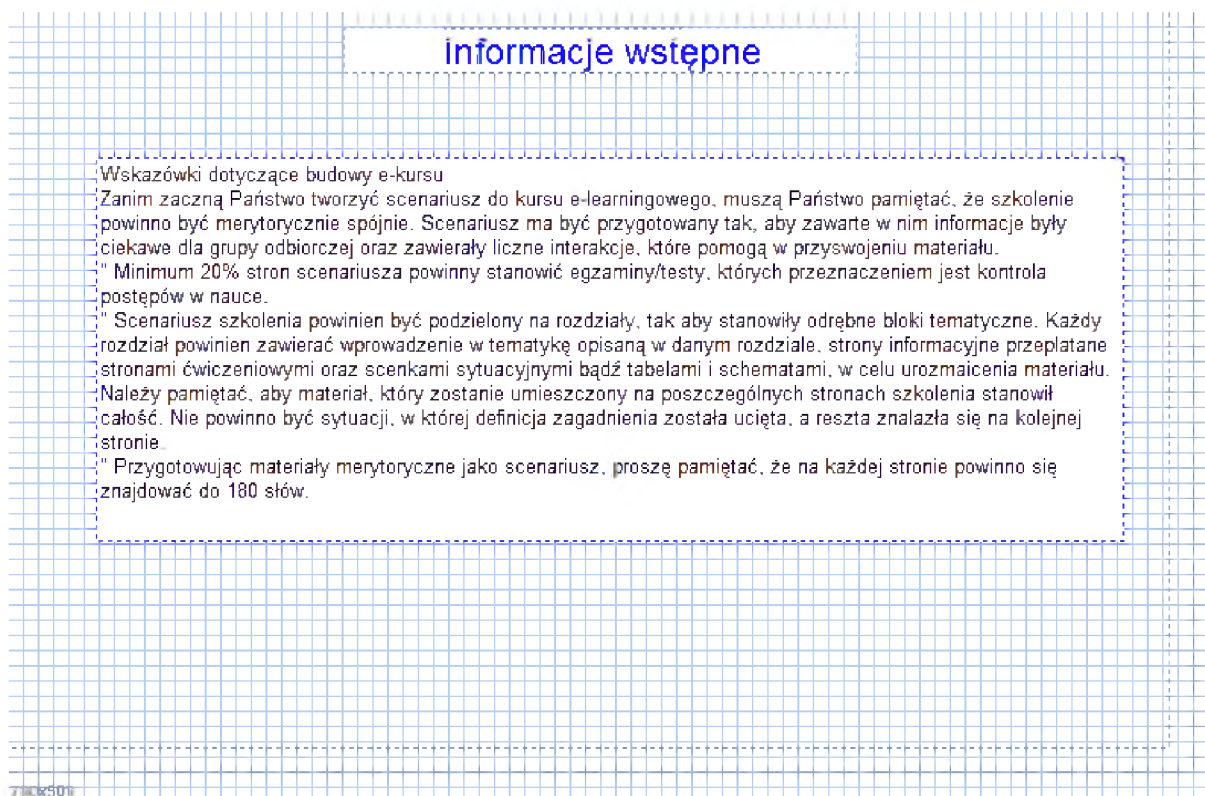 Informacje wstępne
Wskazówki dotyczące budowy e-kursu
Zanim zaczną Państwo tworzyć scenariusz do kursu e-learningowego, muszą Państwo pamiętać, że szkolenie
powinno być merytorycznie spójnie. Scenariusz ma być przygotowany tak, aby zawarte w nim informacje były
ciekawe dla grupy odbiorczej oraz zawierały liczne interakcje, które pomogą w przyswojeniu materiału.
" Minimum 20% stron scenariusza powinny stanowić egzaminy/testy, których przeznaczeniem jest kontrola
postępów w nauce.
" Scenariusz szkolenia powinien być podzielony na rozdziały, tak aby stanowiły odrębne bloki tematyczne. Każdy
rozdział powinien zawierać wprowadzenie w tematykę opisaną w danym rozdziale, strony informacyjne przeplatane
stronami ćwiczeniowymi oraz scenkami sytuacyjnymi bądź tabelami i schematami, w celu urozmaicenia materiału.
Należy pamiętać, aby materiał, który zostanie umieszczony na poszczególnych stronach szkolenia stanowił
całość. Nie powinno być sytuacji, w której definicja zagadnienia została ucięta, a reszta znalazła się na kolejnej
stronie.
" Przygotowując materiały merytoryczne jako scenariusz, proszę pamiętać, że na każdej stronie powinno się
znajdować do 180 słów.